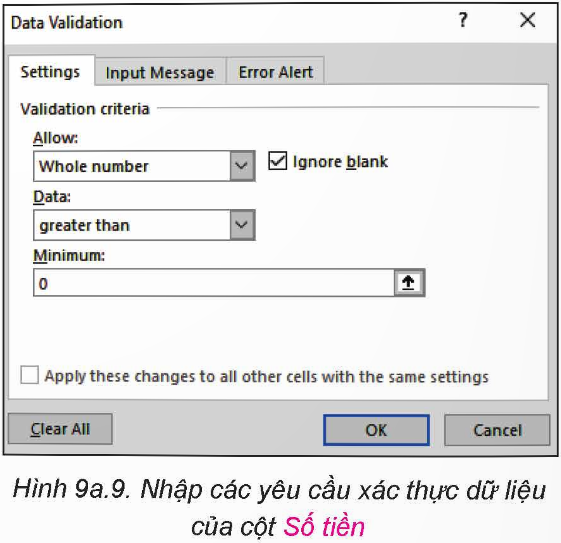 Data Validation ? ×
Settings Input Message Error Alert
Validation criteria
Allow:
Whole number Ignore blank
Data:
greater than
Minimum:
0
Apply these changes to all other cells with the same settings
Clear All OK Cancel
Hình 9a.9. Nhập các yêu cầu xác thực dữ liệu
của cột Số tiền